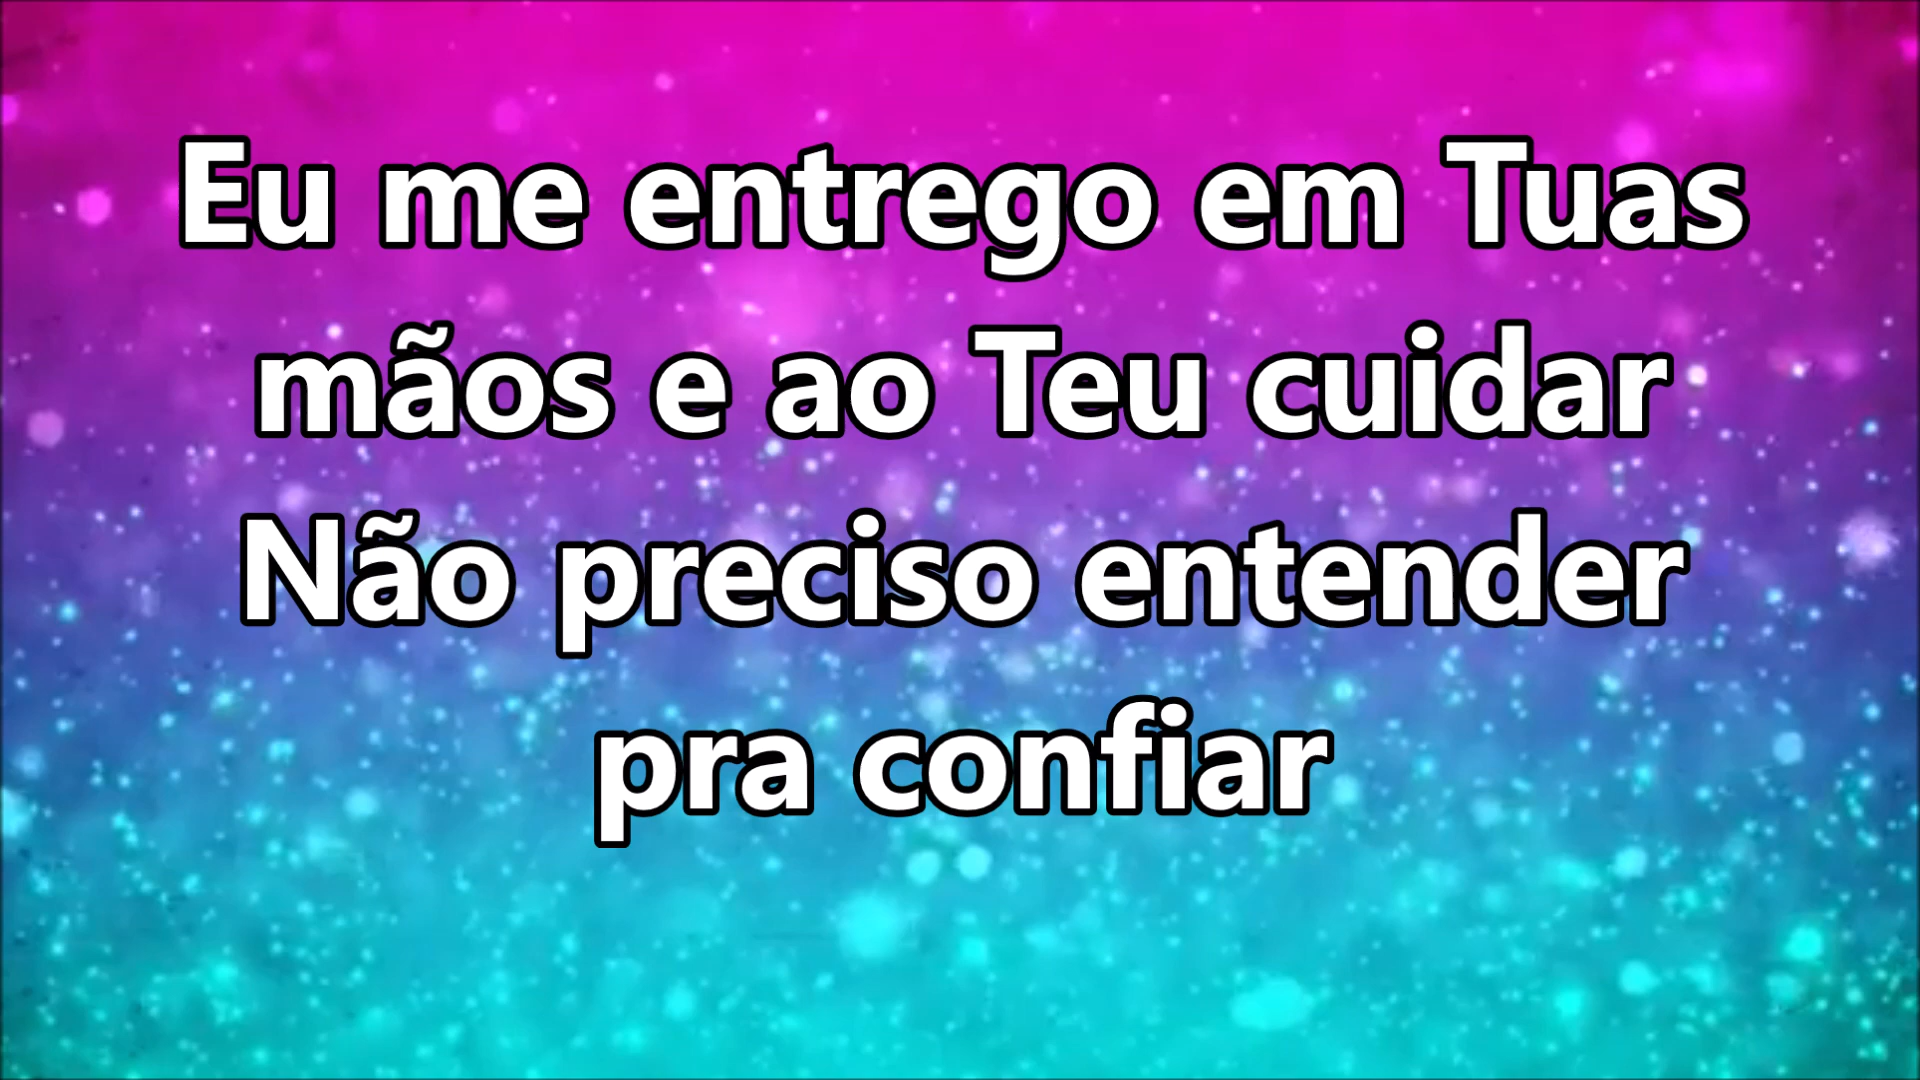 Eu me entrego em Tuas
mãos e ao Teu cuidar
Não preciso entender
pra confiar